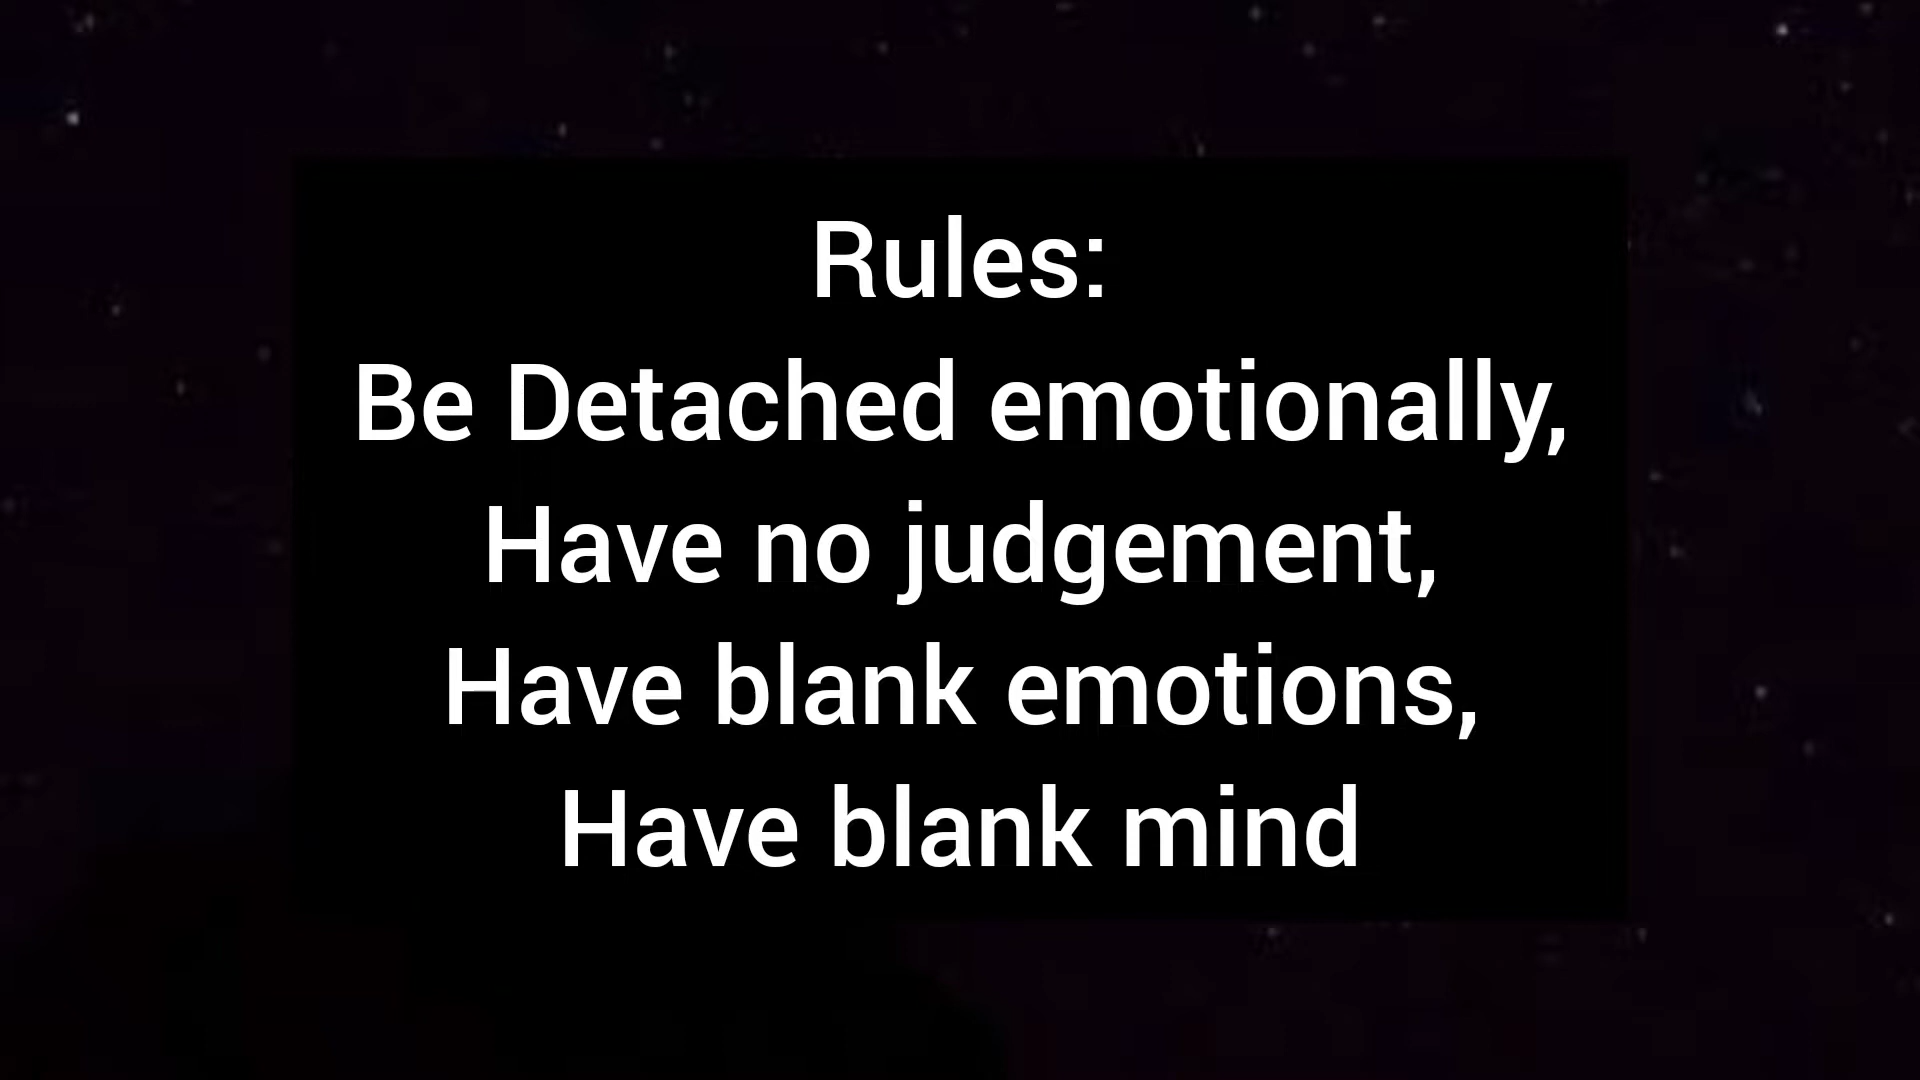 Rules:
Be Detached emotionally,
Have no judgement,
Have blank emotions,
Have blank mind